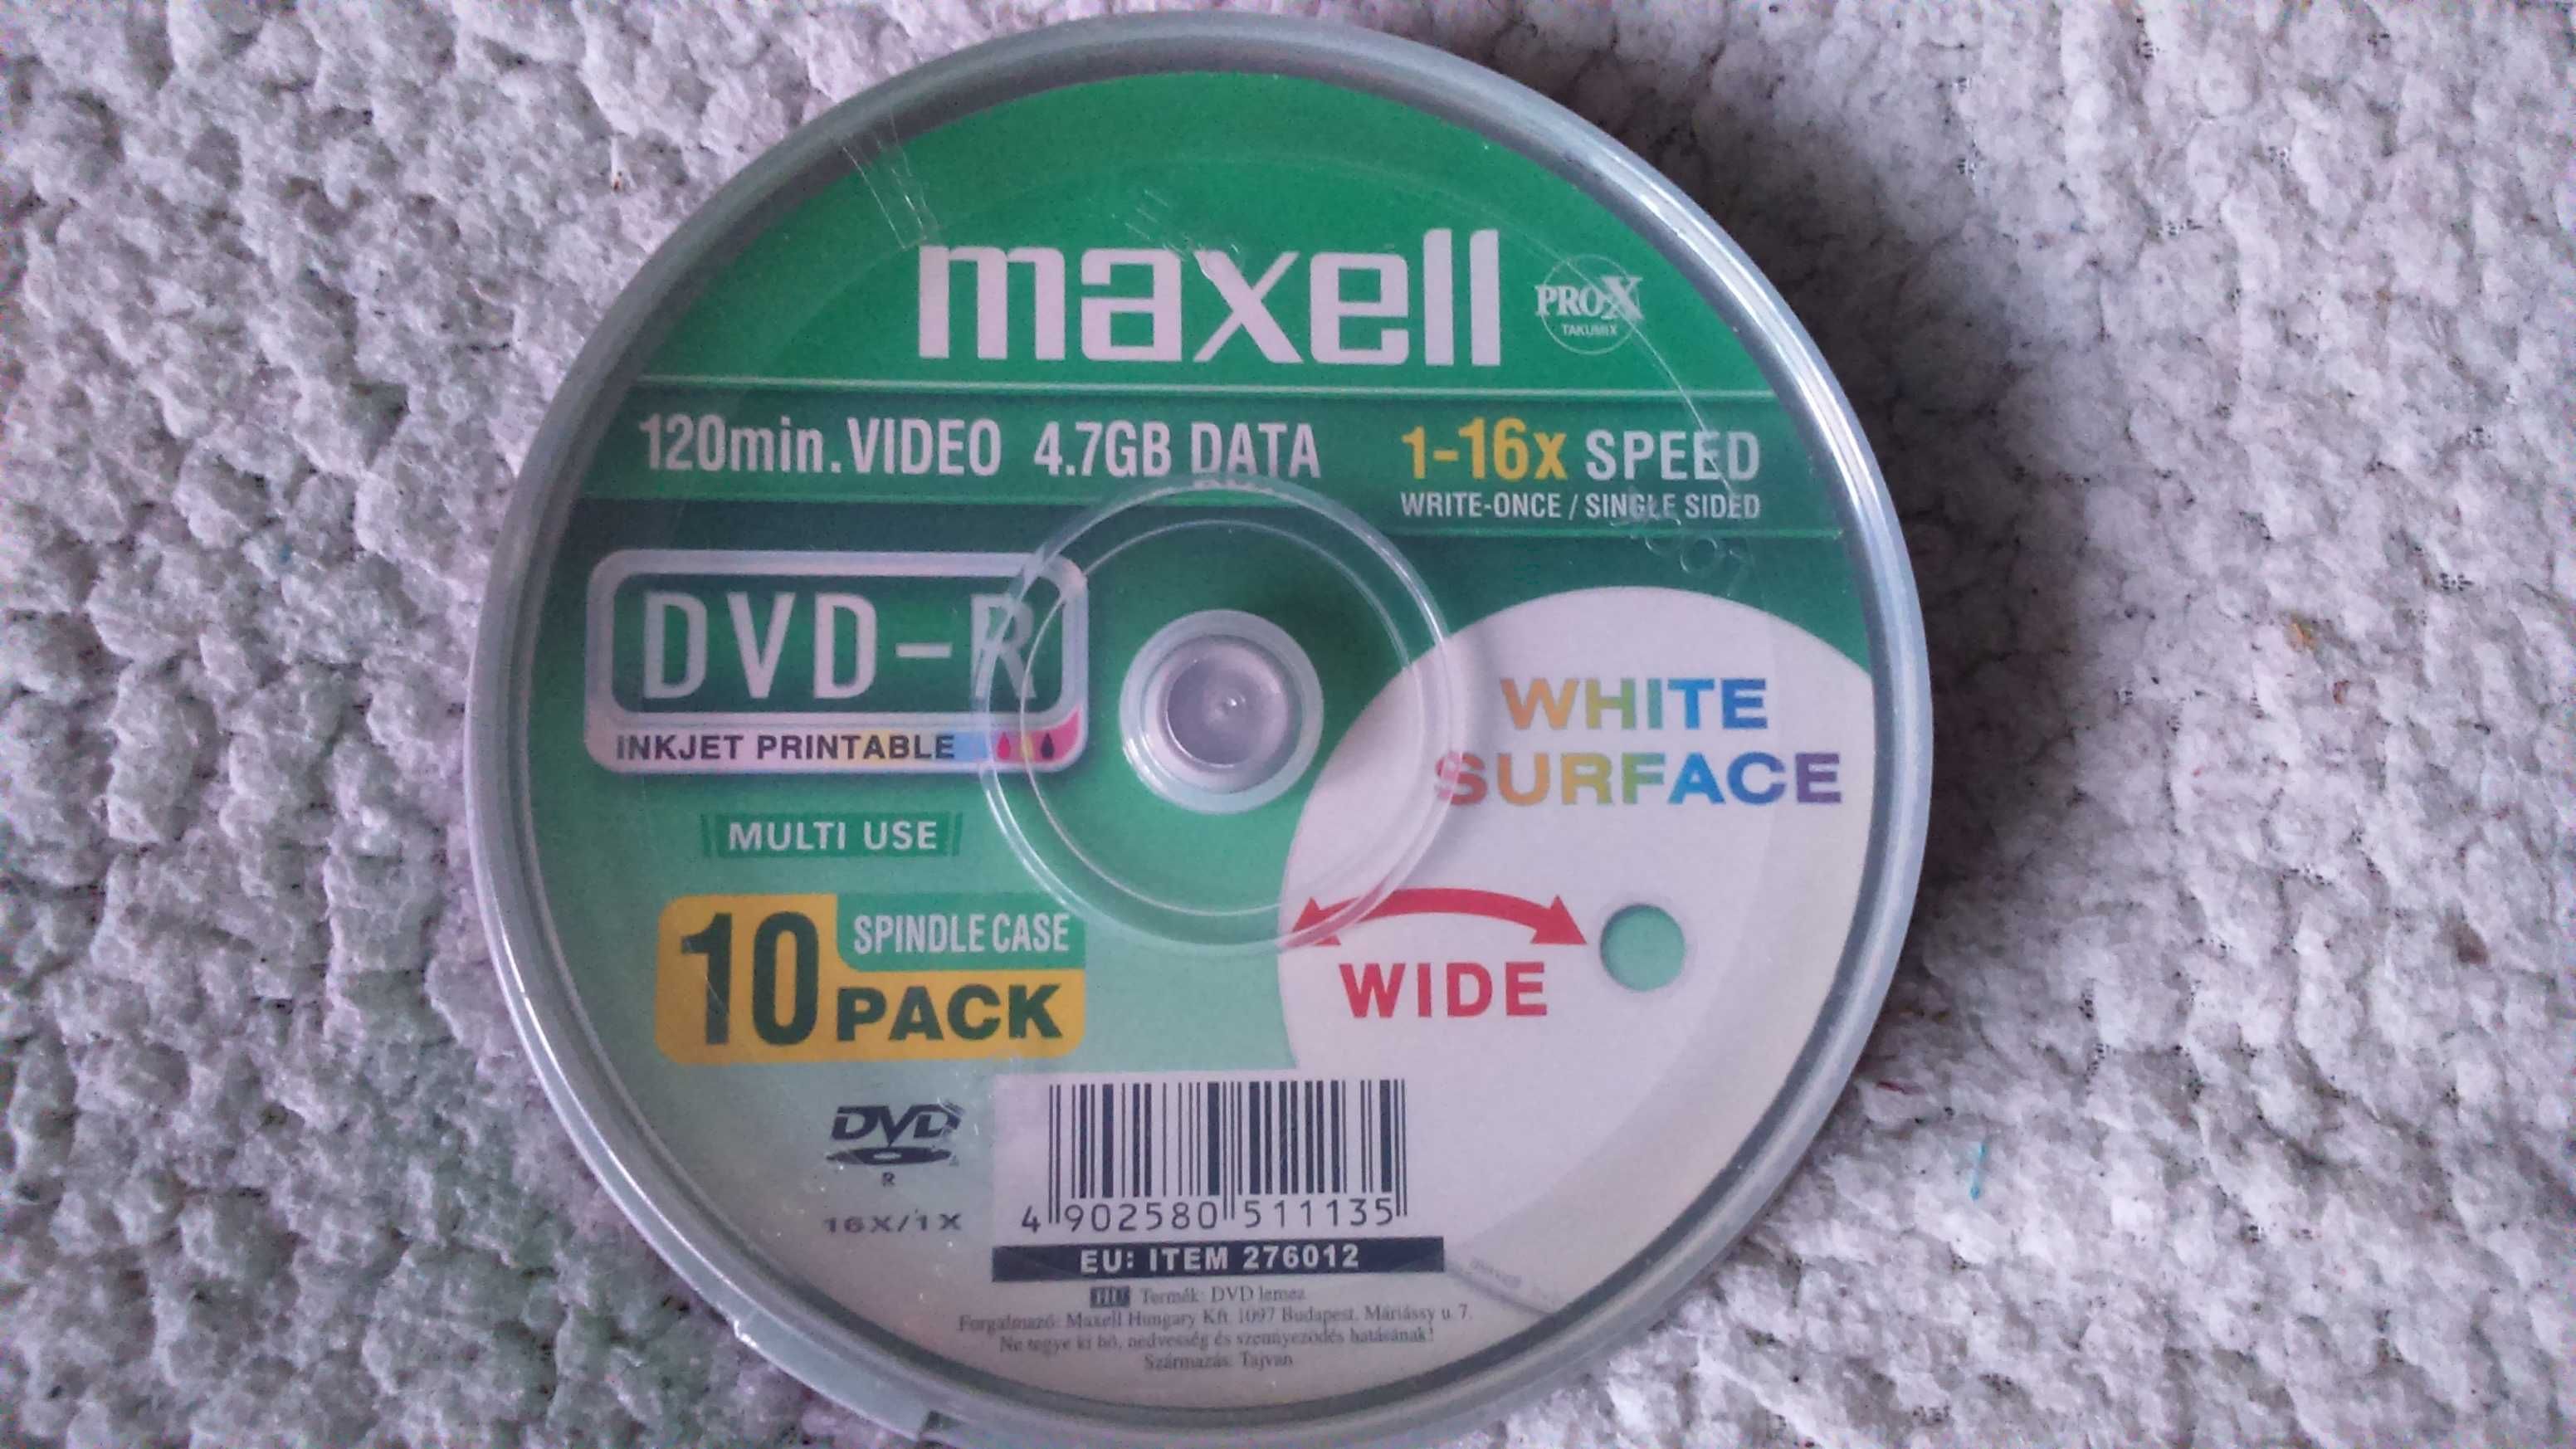 maxell
PRO-X
TAKUMIX
120min.VIDEO 4.7GB DATA
1-16x SPEED
WRITE-ONCE / SINGLE SIDED
DVD-R
INKJET PRINTABLE
WHITE
SURFACE
MULTI USE
10 SPINDLE CASE
PACK
WIDE
DVD
R
16X/1X
4 902580 511135
EU: ITEM 276012
HU Termék: DVD lemez
Forgalmazó: Maxell Hungary Kft. 1097 Budapest, Máriássy u. 7.
Ne tegye ki hő, nedvesség és szennyeződés hatásának!
Származás: Tajvan